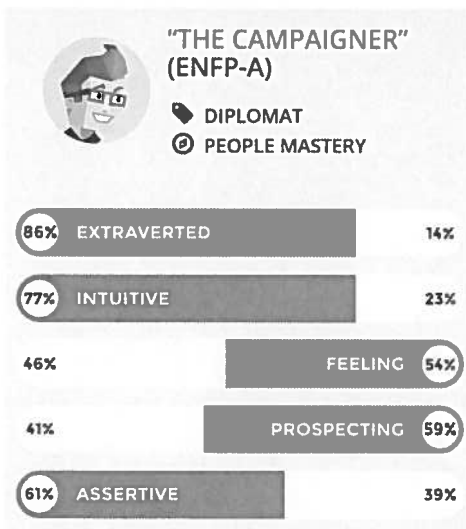 "THE CAMPAIGNER"
(ENFP-A)
DIPLOMAT
PEOPLE MASTERY
86% EXTRAVERTED 14%
77% INTUITIVE 23%
46% FEELING 54%
41% PROSPECTING 59%
61% ASSERTIVE 39%